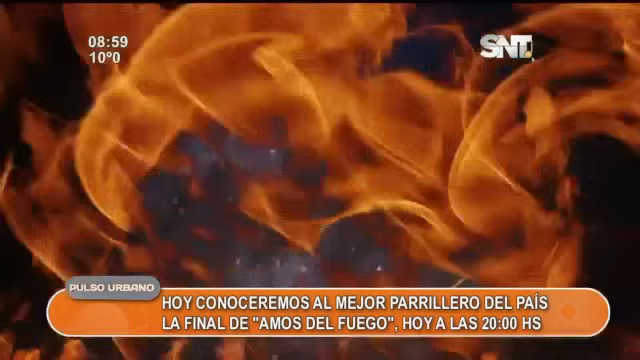 08:59
10º0
SNT
PULSO URBANO
HOY CONOCEREMOS AL MEJOR PARRILLERO DEL PAÍS
LA FINAL DE "AMOS DEL FUEGO", HOY A LAS 20:00 HS